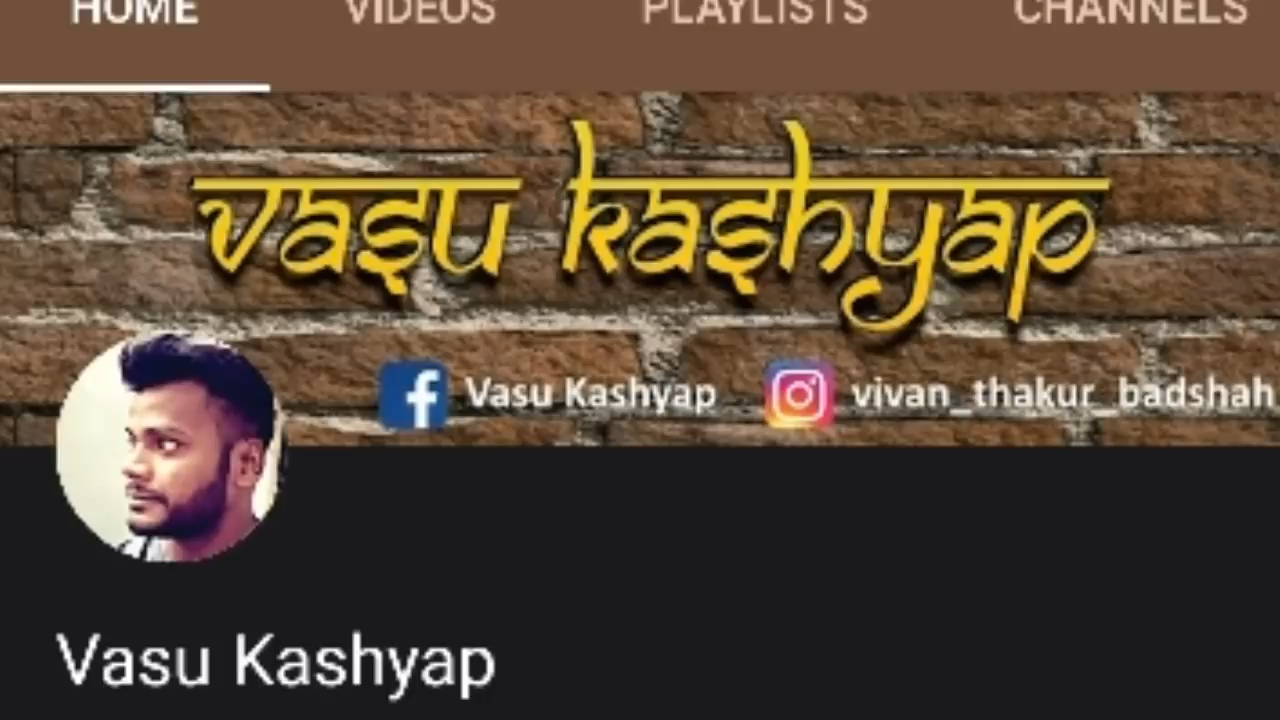 HOME VIDEOS PLAYLISTS CHANNELS
vasu kashyap
Vasu Kashyap vivan_thakur_badshah
Vasu Kashyap